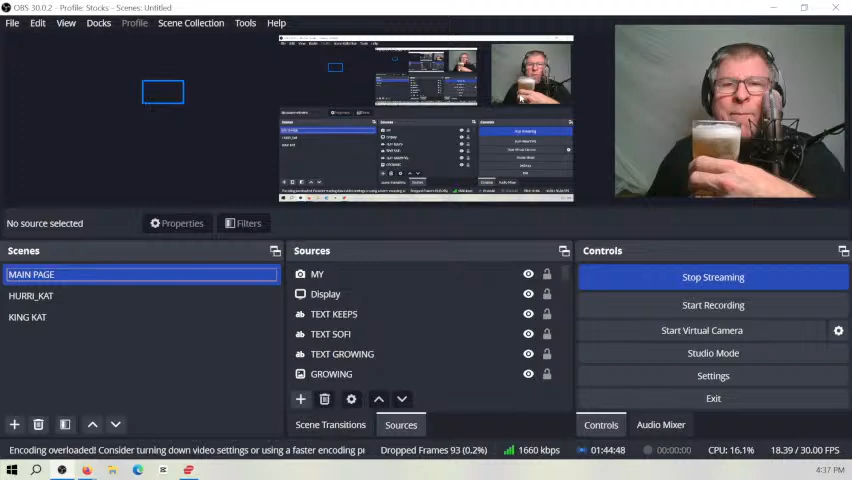 OBS 30.0.2 - Profile: Stocks - Scenes: Untitled
File Edit View Docks Profile Scene Collection Tools Help
No source selected Properties Filters
Scenes Sources Controls
MAIN PAGE
HURRI_KAT
KING KAT
MY
Display
TEXT KEEPS
TEXT SOFI
TEXT GROWING
GROWING
Stop Streaming
Start Recording
Start Virtual Camera
Studio Mode
Settings
Exit
Scene Transitions Sources Controls Audio Mixer
Encoding overloaded! Consider turning down video settings or using a faster encoding pr Dropped Frames 93 (0.2%) 1660 kbps 01:44:48 00:00:00 CPU: 16.1% 18.39 / 30.00 FPS
4:37 PM